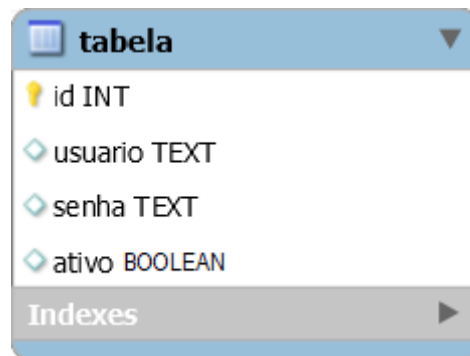 tabela
id INT
usuario TEXT
senha TEXT
ativo BOOLEAN
Indexes